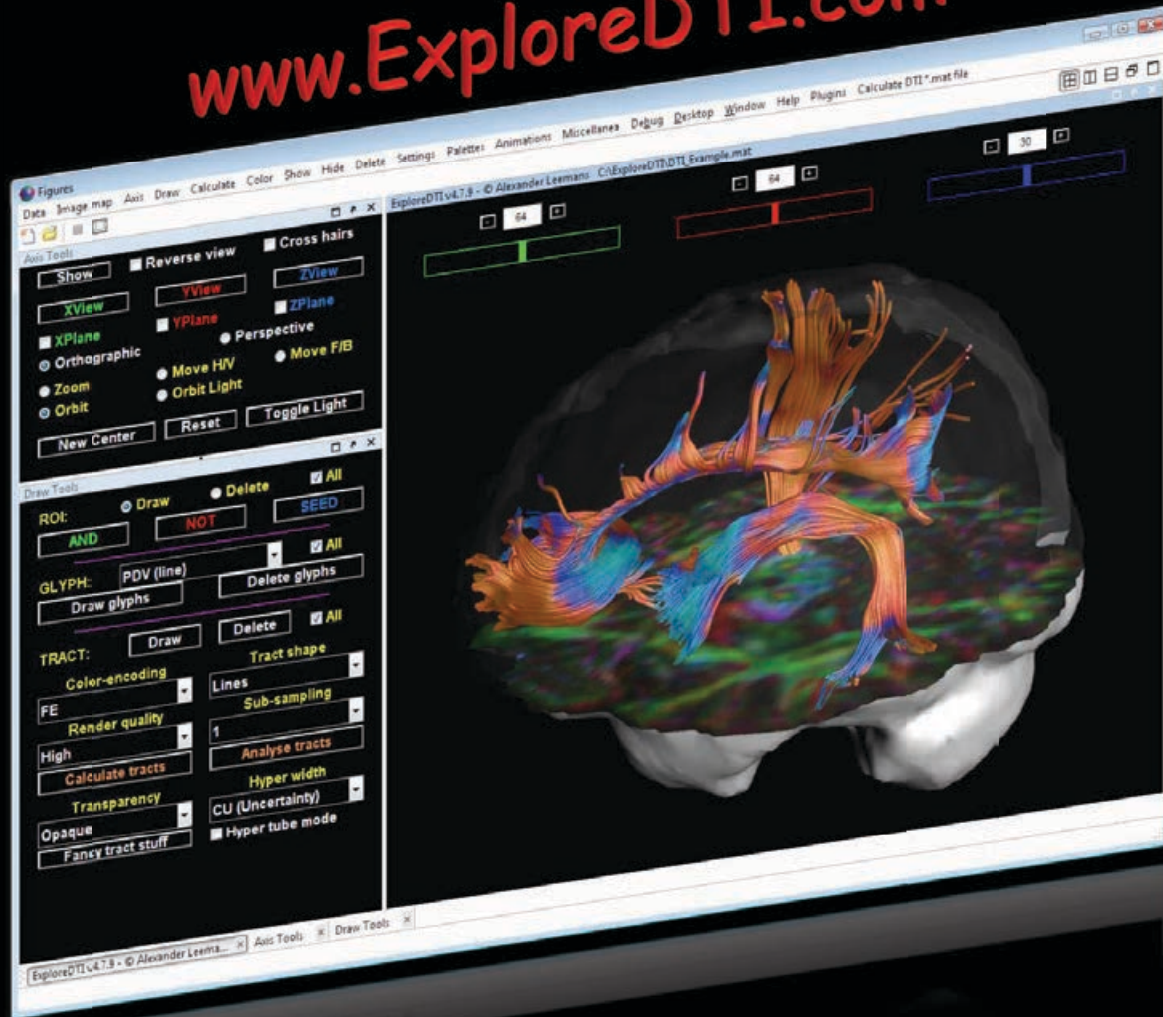 www.ExploreDTI.com
Figures
Data Image map Axis Draw Calculate Color Show Hide Delete Settings Palettes Animations Miscellanea Debug Desktop Window Help Plugins Calculate DTI *.mat file
Axis Tools
Show
Reverse view
Cross hairs
XView
YView
ZView
XPlane
YPlane
ZPlane
Orthographic
Perspective
Zoom
Move H/V
Move F/B
Orbit
Orbit Light
New Center
Reset
Toggle Light
ExploreDTI v4.7.9 - © Alexander Leemans C:\ExploreDTI\DTI_Example.mat
64
64
30
Draw Tools
ROI:
Draw
Delete
All
AND
NOT
SEED
GLYPH:
PDV (line)
All
Draw glyphs
Delete glyphs
TRACT:
Draw
Delete
All
Color-encoding
Tract shape
FE
Lines
Render quality
Sub-sampling
High
1
Calculate tracts
Analyse tracts
Transparency
Hyper width
Opaque
CU (Uncertainty)
Fancy tract stuff
Hyper tube mode
ExploreDTI v4.7.9 - © Alexander Leema...
Axis Tools
Draw Tools